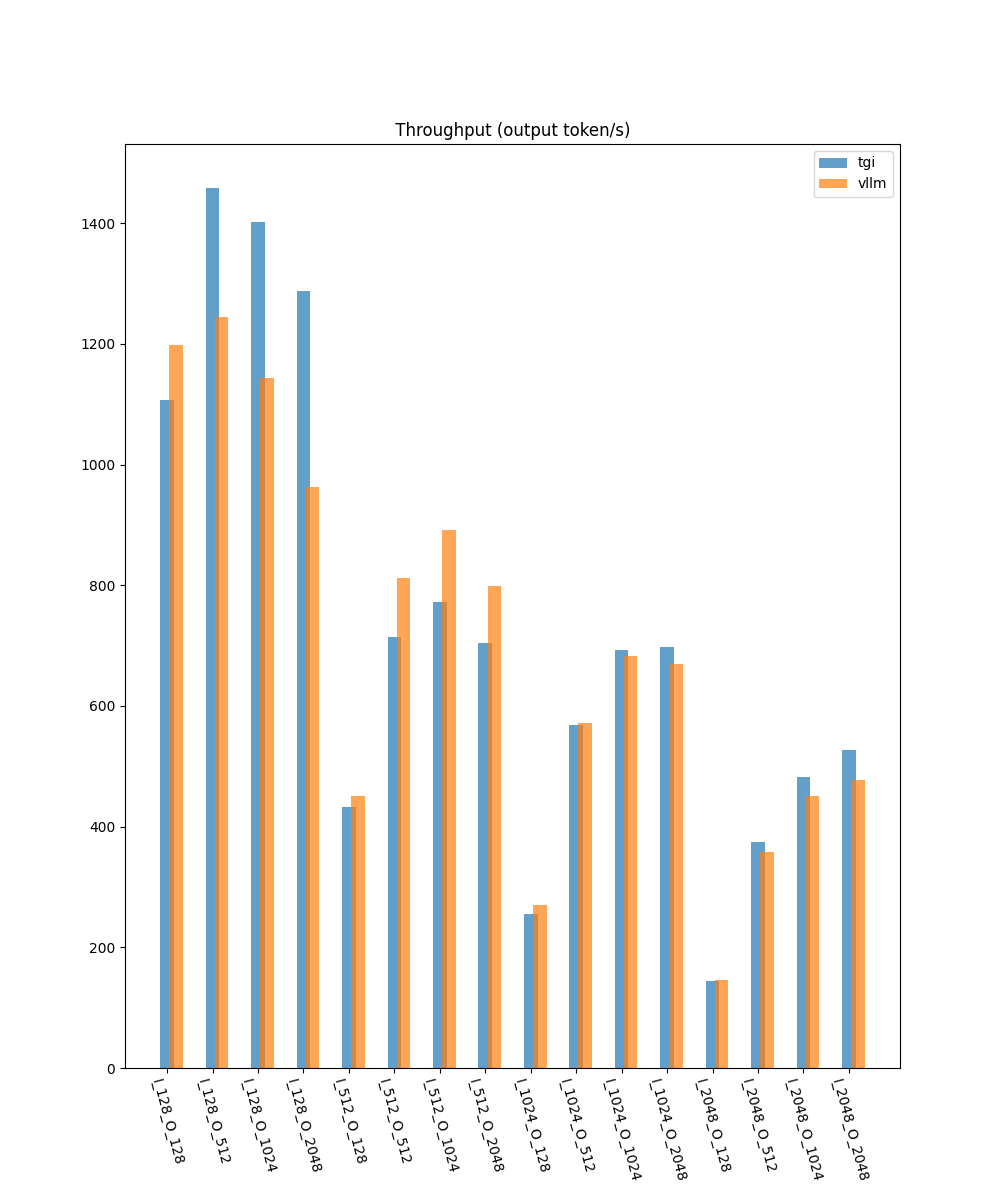 Throughput (output token/s)
tgi
vllm
1400
1200
1000
800
600
400
200
0
I_128_O_128
I_128_O_512
I_128_O_1024
I_128_O_2048
I_512_O_128
I_512_O_512
I_512_O_1024
I_512_O_2048
I_1024_O_128
I_1024_O_512
I_1024_O_1024
I_1024_O_2048
I_2048_O_128
I_2048_O_512
I_2048_O_1024
I_2048_O_2048